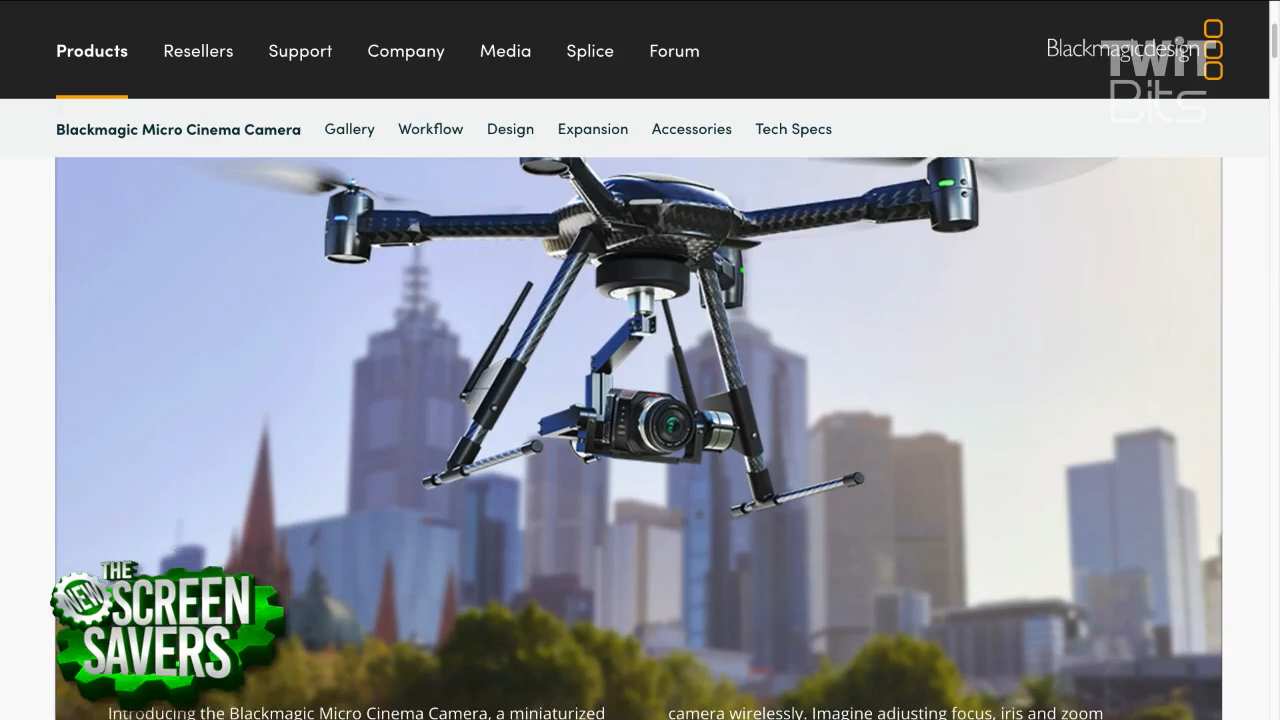 Products Resellers Support Company Media Splice Forum
Blackmagicdesign
TWiT
Bits
Blackmagic Micro Cinema Camera Gallery Workflow Design Expansion Accessories Tech Specs
THE
NEW
SCREEN
SAVERS
Introducing the Blackmagic Micro Cinema Camera, a miniaturized
camera wirelessly. Imagine adjusting focus, iris and zoom